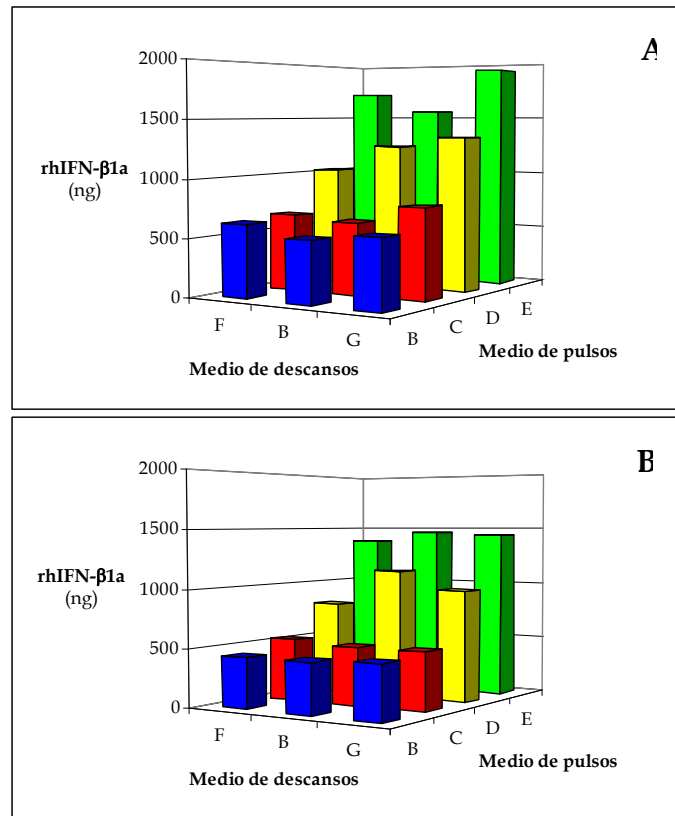 A
2000
1500
1000
500
0
rhIFN-β1a
(ng)
F
B
G
B
C
D
E
Medio de descansos
Medio de pulsos
B
2000
1500
1000
500
0
rhIFN-β1a
(ng)
F
B
G
B
C
D
E
Medio de descansos
Medio de pulsos